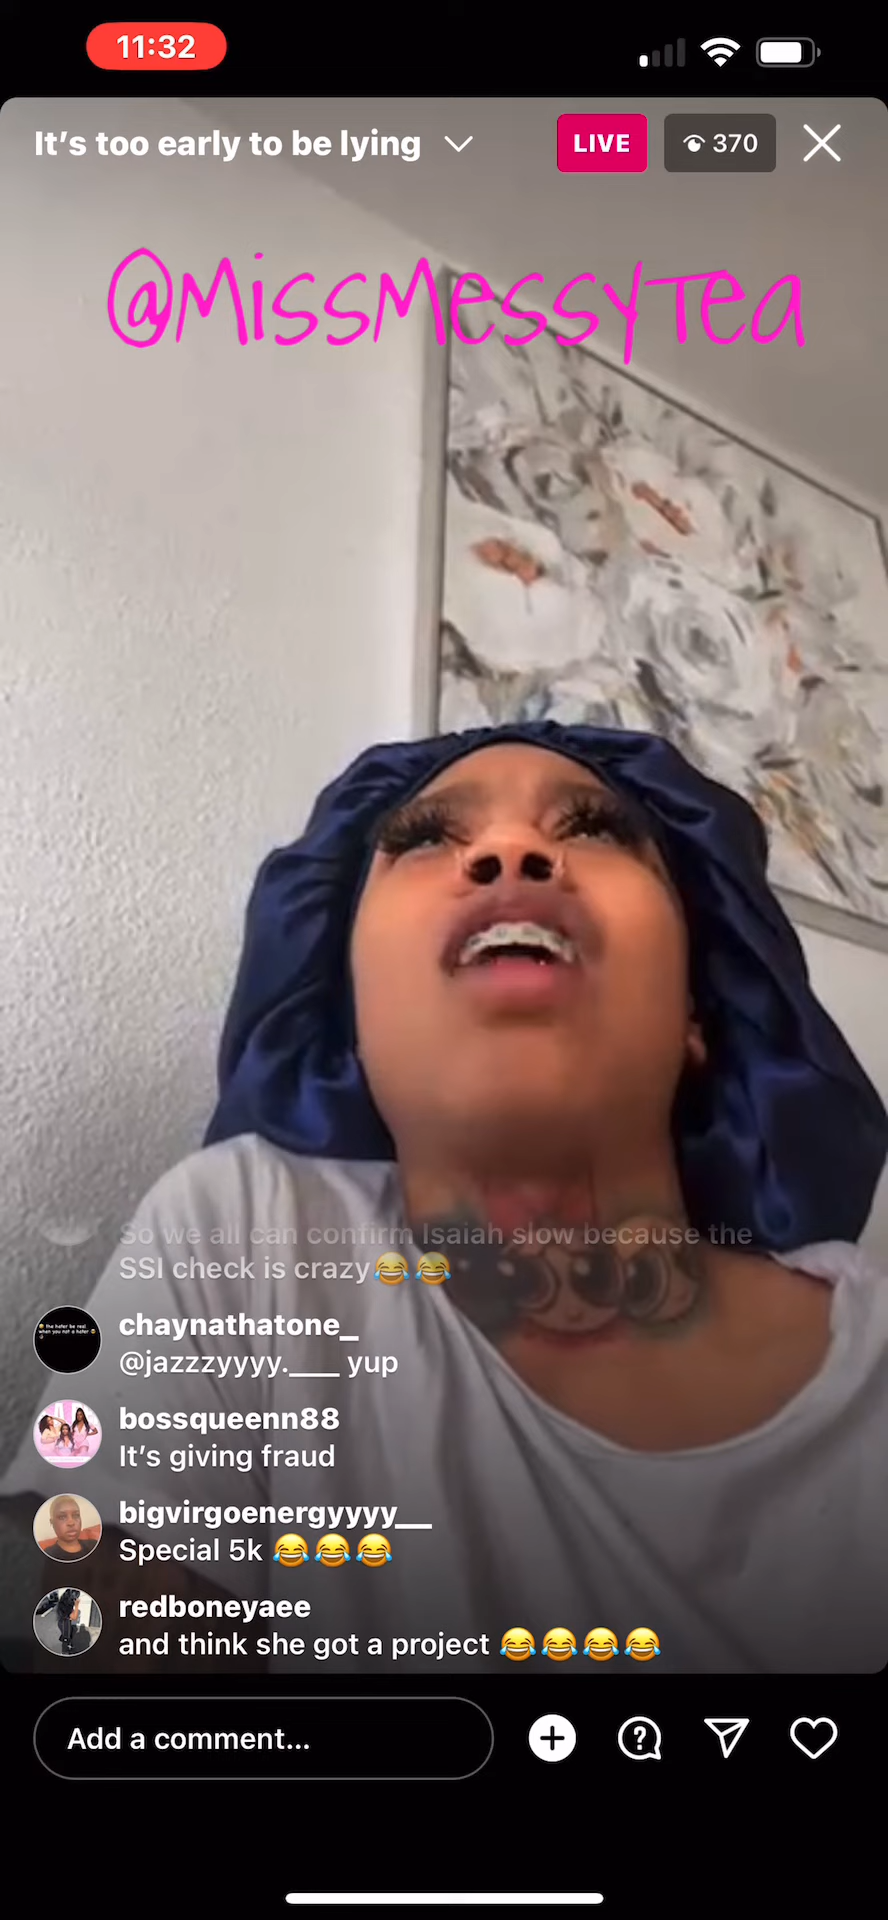 11:32
It’s too early to be lying
LIVE
370
@MissMessyTea
So we all can confirm Isaiah slow because the
SSI check is crazy😂😂
chaynathatone_
@jazzzyyyy.____ yup
bossqueenn88
It’s giving fraud
bigvirgoenergyyyy__
Special 5k 😂😂😂
redboneyaee
and think she got a project 😂😂😂😂
Add a comment...